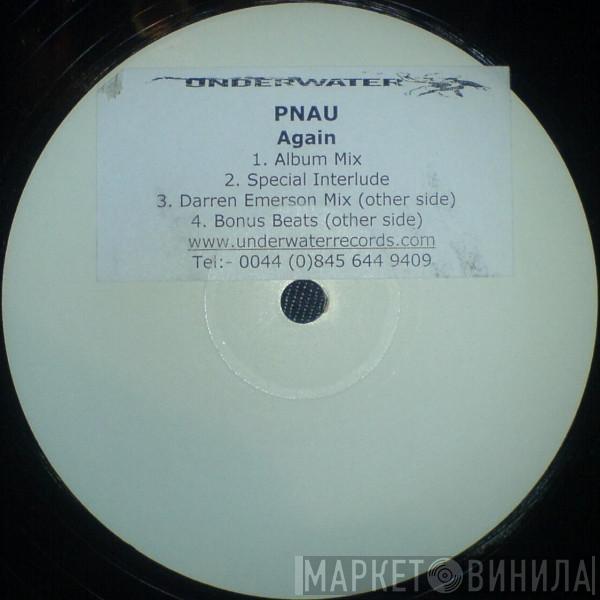 UNDERWATER
PNAU
Again
1. Album Mix
2. Special Interlude
3. Darren Emerson Mix (other side)
4. Bonus Beats (other side)
www.underwaterrecords.com
Tel:- 0044 (0)845 644 9409
МАРКЕТ ВИНИЛА